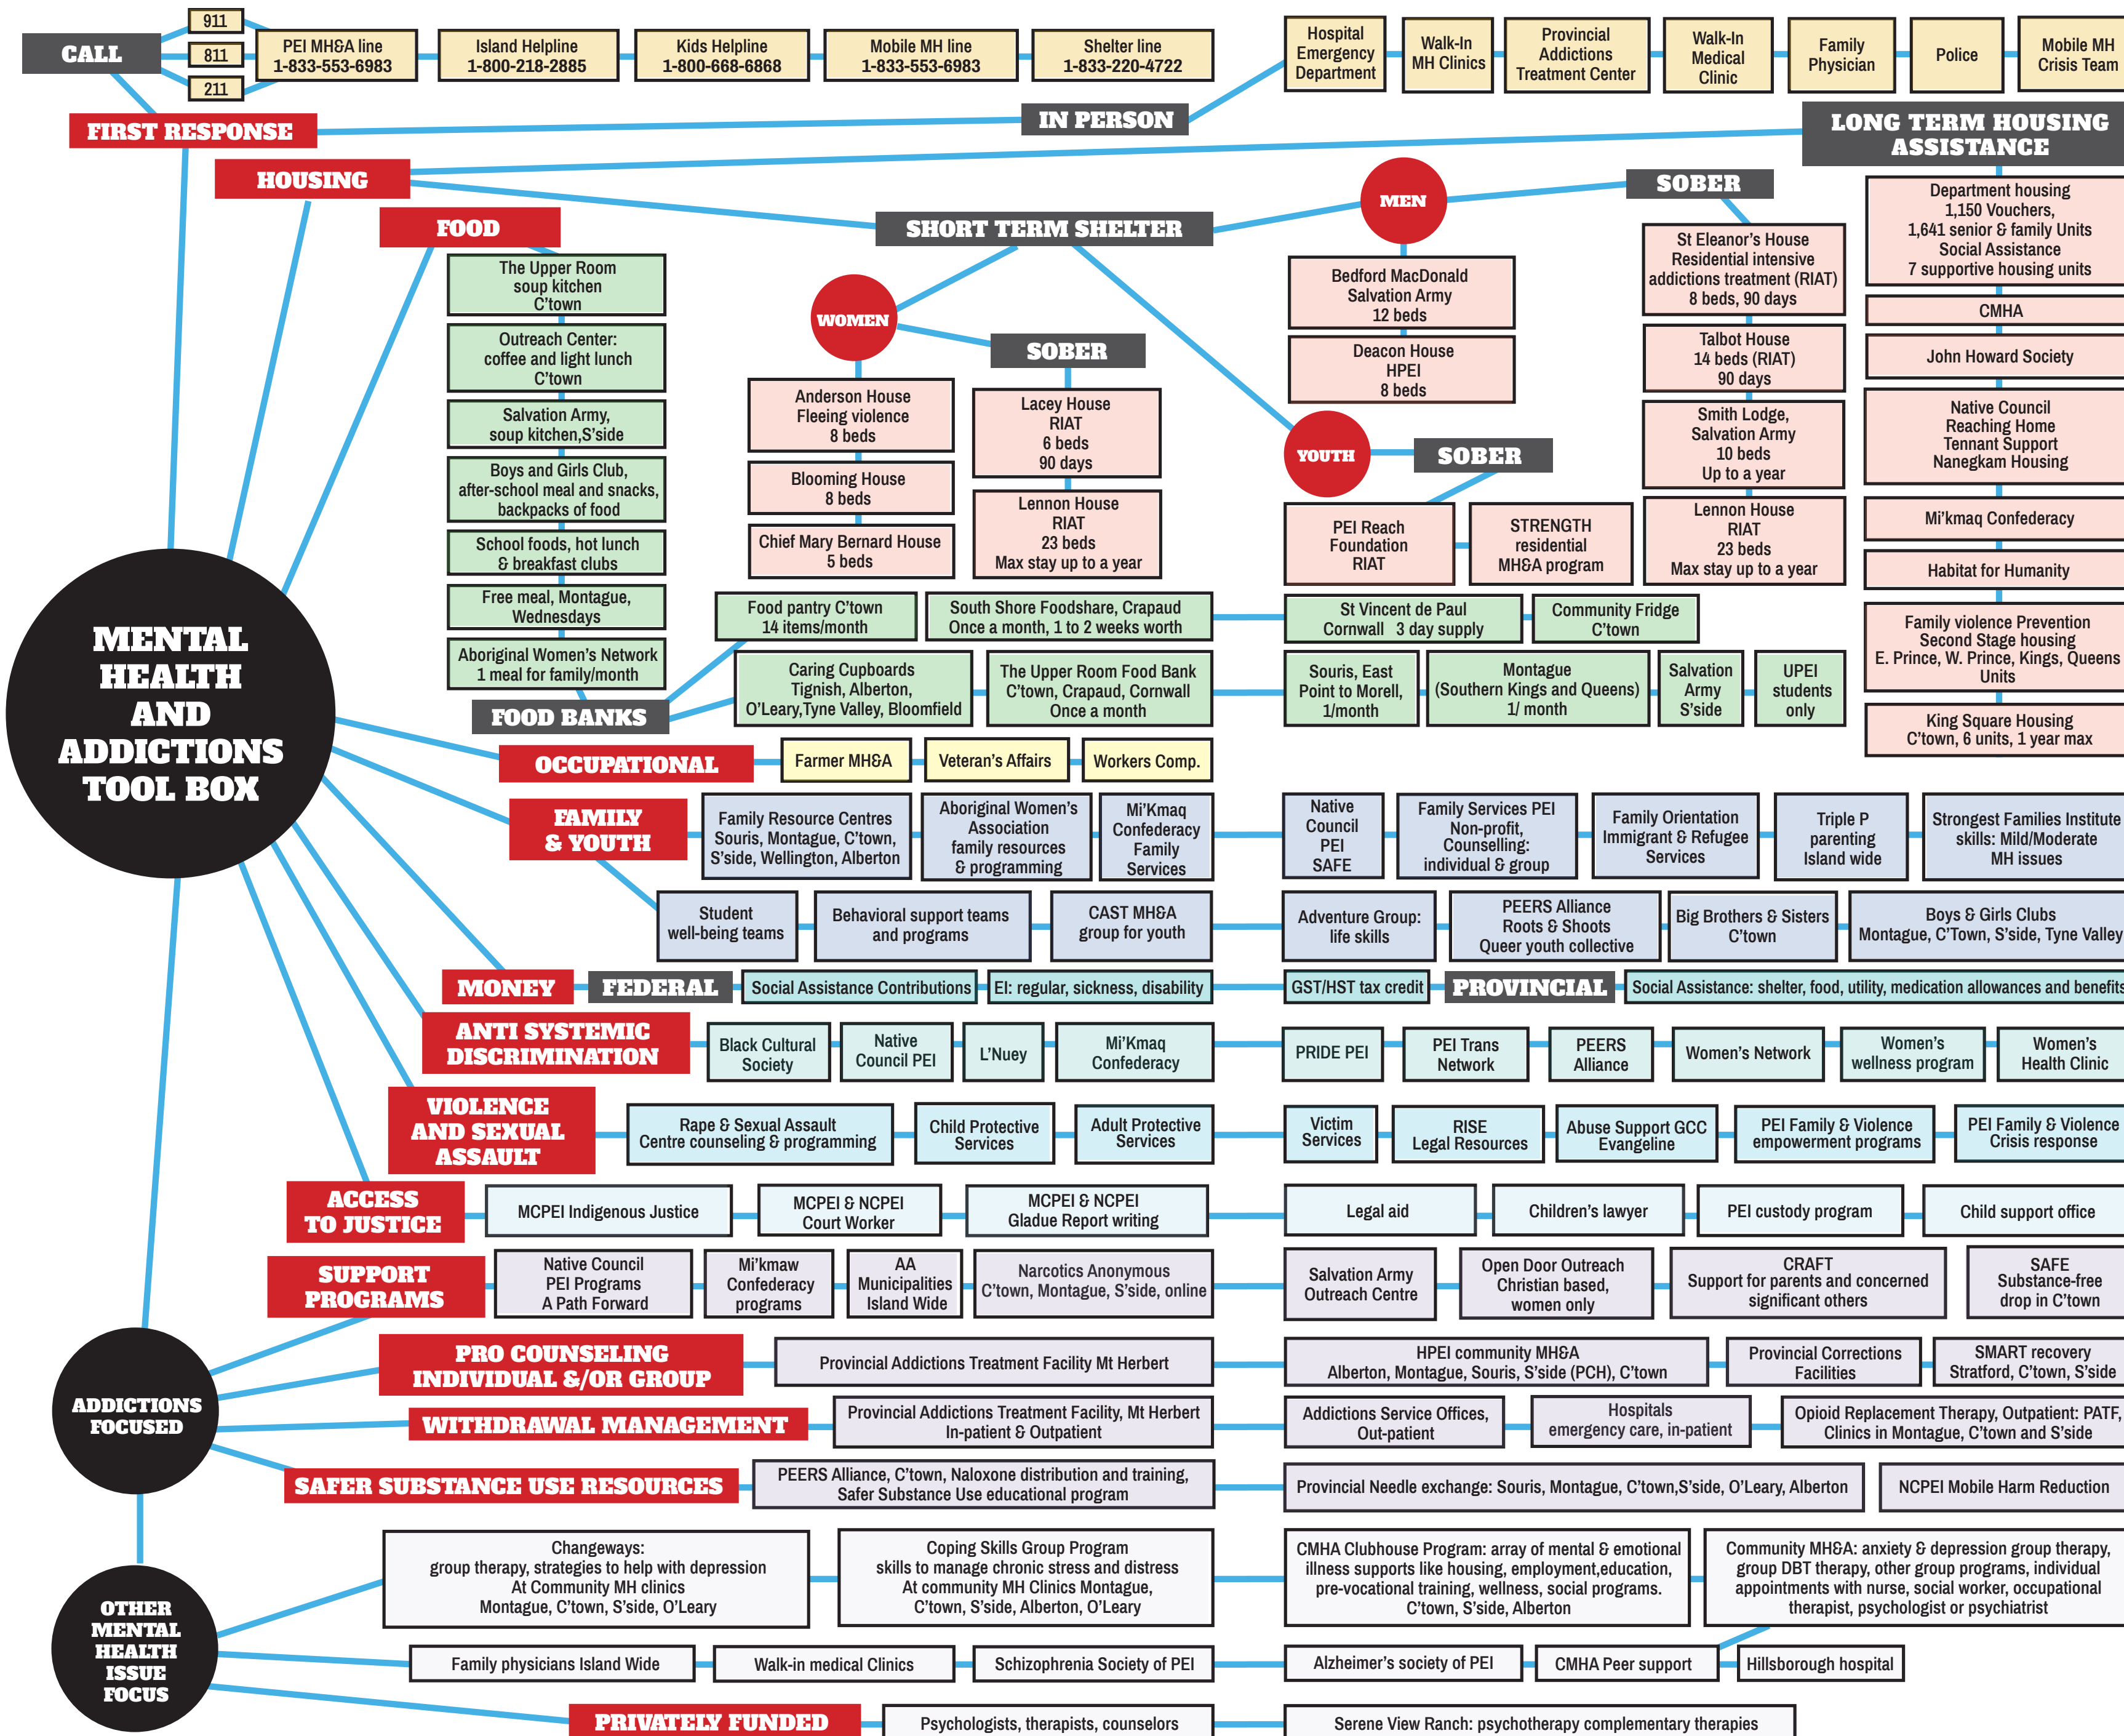 911
CALL
811
211
PEI MH&A line
1-833-553-6983
Island Helpline
1-800-218-2885
Kids Helpline
1-800-668-6868
Mobile MH line
1-833-553-6983
Shelter line
1-833-220-4722
Hospital
Emergency
Department
Walk-In
MH Clinics
Provincial
Addictions
Treatment Center
Walk-In
Medical
Clinic
Family
Physician
Police
Mobile MH
Crisis Team
FIRST RESPONSE
IN PERSON
HOUSING
LONG TERM HOUSING
ASSISTANCE
Department housing
1,150 Vouchers,
1,641 senior & family Units
Social Assistance
7 supportive housing units
CMHA
John Howard Society
Native Council
Reaching Home
Tennant Support
Nanegkam Housing
Mi'kmaq Confederacy
Habitat for Humanity
Family violence Prevention
Second Stage housing
E. Prince, W. Prince, Kings, Queens
Units
King Square Housing
C'town, 6 units, 1 year max
SHORT TERM SHELTER
MEN
Bedford MacDonald
Salvation Army
12 beds
Deacon House
HPEI
8 beds
SOBER
St Eleanor's House
Residential intensive
addictions treatment (RIAT)
8 beds, 90 days
Talbot House
14 beds (RIAT)
90 days
Smith Lodge,
Salvation Army
10 beds
Up to a year
Lennon House
RIAT
23 beds
Max stay up to a year
WOMEN
Anderson House
Fleeing violence
8 beds
Blooming House
8 beds
Chief Mary Bernard House
5 beds
SOBER
Lacey House
RIAT
6 beds
90 days
Lennon House
RIAT
23 beds
Max stay up to a year
YOUTH
SOBER
PEI Reach
Foundation
RIAT
STRENGTH
residential
MH&A program
FOOD
The Upper Room
soup kitchen
C'town
Outreach Center:
coffee and light lunch
C'town
Salvation Army,
soup kitchen,S'side
Boys and Girls Club,
after-school meal and snacks,
backpacks of food
School foods, hot lunch
& breakfast clubs
Free meal, Montague,
Wednesdays
Aboriginal Women's Network
1 meal for family/month
FOOD BANKS
Food pantry C'town
14 items/month
South Shore Foodshare, Crapaud
Once a month, 1 to 2 weeks worth
St Vincent de Paul
Cornwall 3 day supply
Community Fridge
C'town
Caring Cupboards
Tignish, Alberton,
O'Leary,Tyne Valley, Bloomfield
The Upper Room Food Bank
C'town, Crapaud, Cornwall
Once a month
Souris, East
Point to Morell,
1/month
Montague
(Southern Kings and Queens)
1/ month
Salvation
Army
S'side
UPEI
students
only
MENTAL
HEALTH
AND
ADDICTIONS
TOOL BOX
OCCUPATIONAL
Farmer MH&A
Veteran's Affairs
Workers Comp.
FAMILY
& YOUTH
Family Resource Centres
Souris, Montague, C'town,
S'side, Wellington, Alberton
Aboriginal Women's
Association
family resources
& programming
Mi'Kmaq
Confederacy
Family
Services
Native
Council
PEI
SAFE
Family Services PEI
Non-profit,
Counselling:
individual & group
Family Orientation
Immigrant & Refugee
Services
Triple P
parenting
Island wide
Strongest Families Institute
skills: Mild/Moderate
MH issues
Student
well-being teams
Behavioral support teams
and programs
CAST MH&A
group for youth
Adventure Group:
life skills
PEERS Alliance
Roots & Shoots
Queer youth collective
Big Brothers & Sisters
C'town
Boys & Girls Clubs
Montague, C'Town, S'side, Tyne Valley
MONEY
FEDERAL
Social Assistance Contributions
EI: regular, sickness, disability
GST/HST tax credit
PROVINCIAL
Social Assistance: shelter, food, utility, medication allowances and benefits
ANTI SYSTEMIC
DISCRIMINATION
Black Cultural
Society
Native
Council PEI
L'Nuey
Mi'Kmaq
Confederacy
PRIDE PEI
PEI Trans
Network
PEERS
Alliance
Women's Network
Women's
wellness program
Women's
Health Clinic
VIOLENCE
AND SEXUAL
ASSAULT
Rape & Sexual Assault
Centre counseling & programming
Child Protective
Services
Adult Protective
Services
Victim
Services
RISE
Legal Resources
Abuse Support GCC
Evangeline
PEI Family & Violence
empowerment programs
PEI Family & Violence
Crisis response
ACCESS
TO JUSTICE
MCPEI Indigenous Justice
MCPEI & NCPEI
Court Worker
MCPEI & NCPEI
Gladue Report writing
Legal aid
Children's lawyer
PEI custody program
Child support office
SUPPORT
PROGRAMS
Native Council
PEI Programs
A Path Forward
Mi'kmaw
Confederacy
programs
AA
Municipalities
Island Wide
Narcotics Anonymous
C'town, Montague, S'side, online
Salvation Army
Outreach Centre
Open Door Outreach
Christian based,
women only
CRAFT
Support for parents and concerned
significant others
SAFE
Substance-free
drop in C'town
ADDICTIONS
FOCUSED
PRO COUNSELING
INDIVIDUAL &/OR GROUP
Provincial Addictions Treatment Facility Mt Herbert
HPEI community MH&A
Alberton, Montague, Souris, S'side (PCH), C'town
Provincial Corrections
Facilities
SMART recovery
Stratford, C'town, S'side
WITHDRAWAL MANAGEMENT
Provincial Addictions Treatment Facility, Mt Herbert
In-patient & Outpatient
Addictions Service Offices,
Out-patient
Hospitals
emergency care, in-patient
Opioid Replacement Therapy, Outpatient: PATF,
Clinics in Montague, C'town and S'side
SAFER SUBSTANCE USE RESOURCES
PEERS Alliance, C'town, Naloxone distribution and training,
Safer Substance Use educational program
Provincial Needle exchange: Souris, Montague, C'town,S'side, O'Leary, Alberton
NCPEI Mobile Harm Reduction
OTHER
MENTAL
HEALTH
ISSUE
FOCUS
Changeways:
group therapy, strategies to help with depression
At Community MH clinics
Montague, C'town, S'side, O'Leary
Coping Skills Group Program
skills to manage chronic stress and distress
At community MH Clinics Montague,
C'town, S'side, Alberton, O'Leary
CMHA Clubhouse Program: array of mental & emotional
illness supports like housing, employment,education,
pre-vocational training, wellness, social programs.
C'town, S'side, Alberton
Community MH&A: anxiety & depression group therapy,
group DBT therapy, other group programs, individual
appointments with nurse, social worker, occupational
therapist, psychologist or psychiatrist
Family physicians Island Wide
Walk-in medical Clinics
Schizophrenia Society of PEI
Alzheimer's society of PEI
CMHA Peer support
Hillsborough hospital
PRIVATELY FUNDED
Psychologists, therapists, counselors
Serene View Ranch: psychotherapy complementary therapies